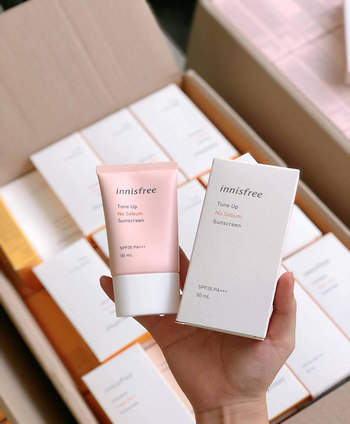 innisfree
Tone Up
No Sebum
Sunscreen
SPF35 PA+++
50 mL
innisfree
Tone Up
No Sebum
Sunscreen
SPF35 PA+++
50 mL
innisfree